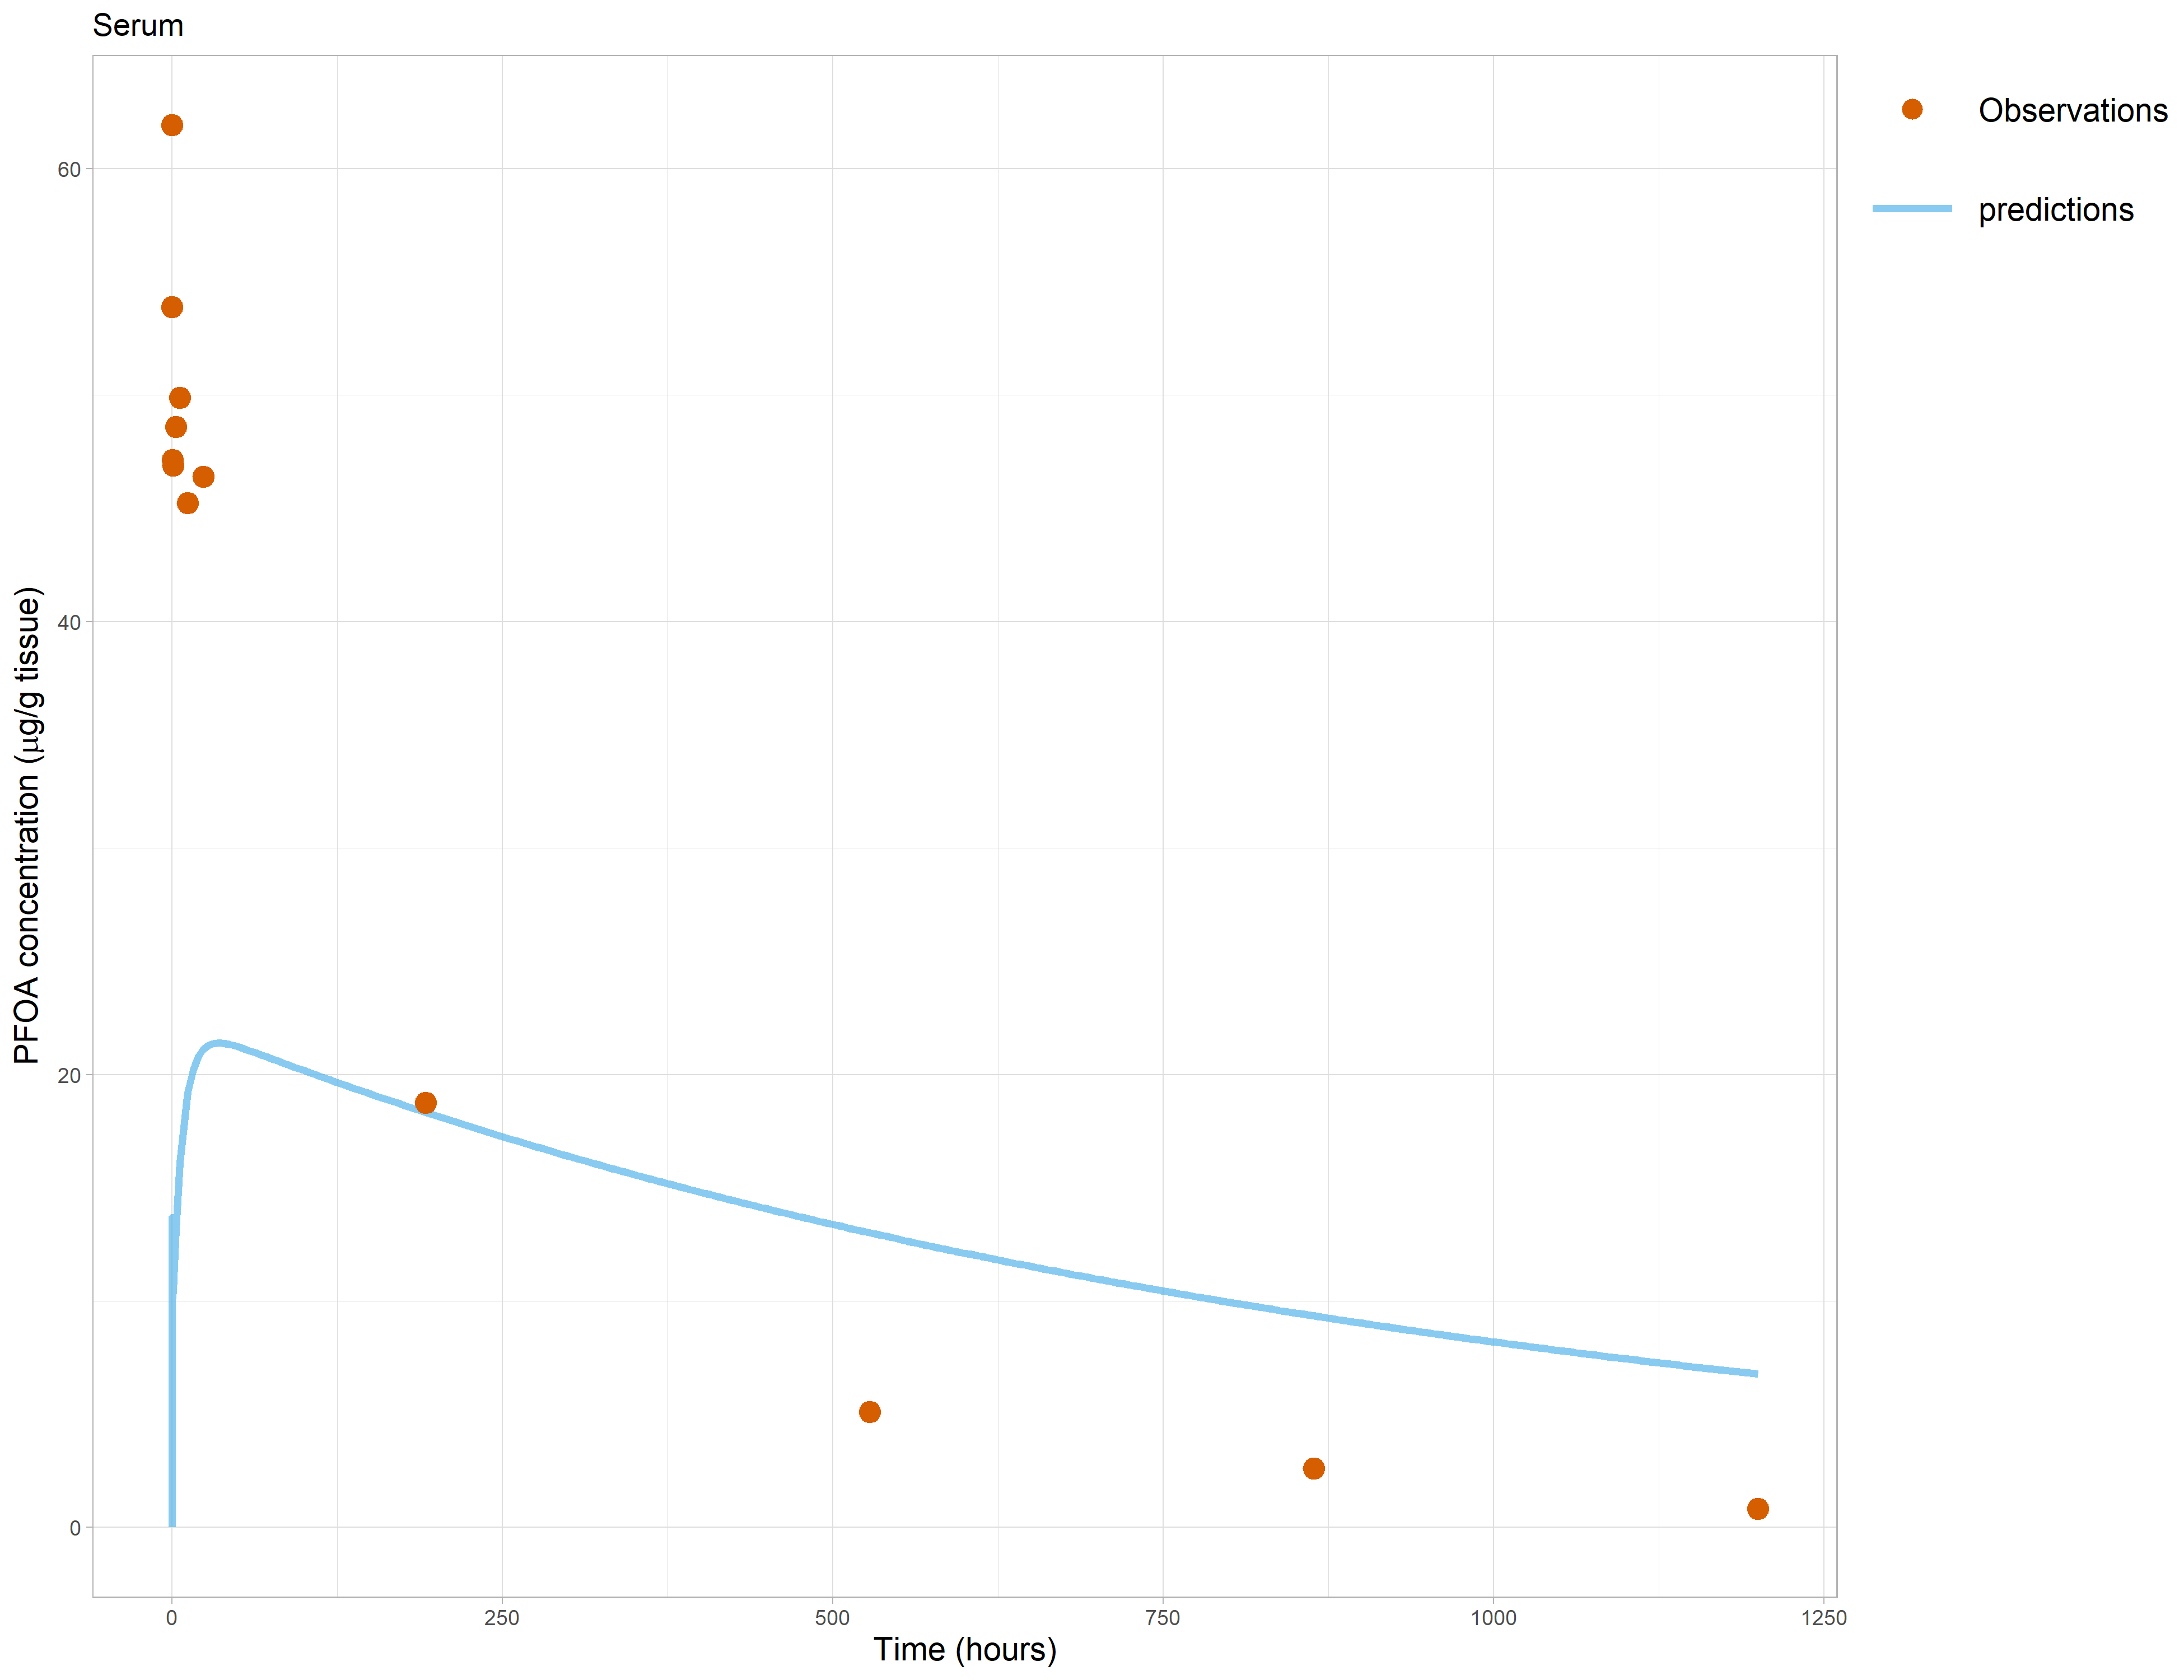 Serum
Observations
predictions
PFOA concentration (μg/g tissue)
60
40
20
0
0
250
500
750
1000
1250
Time (hours)